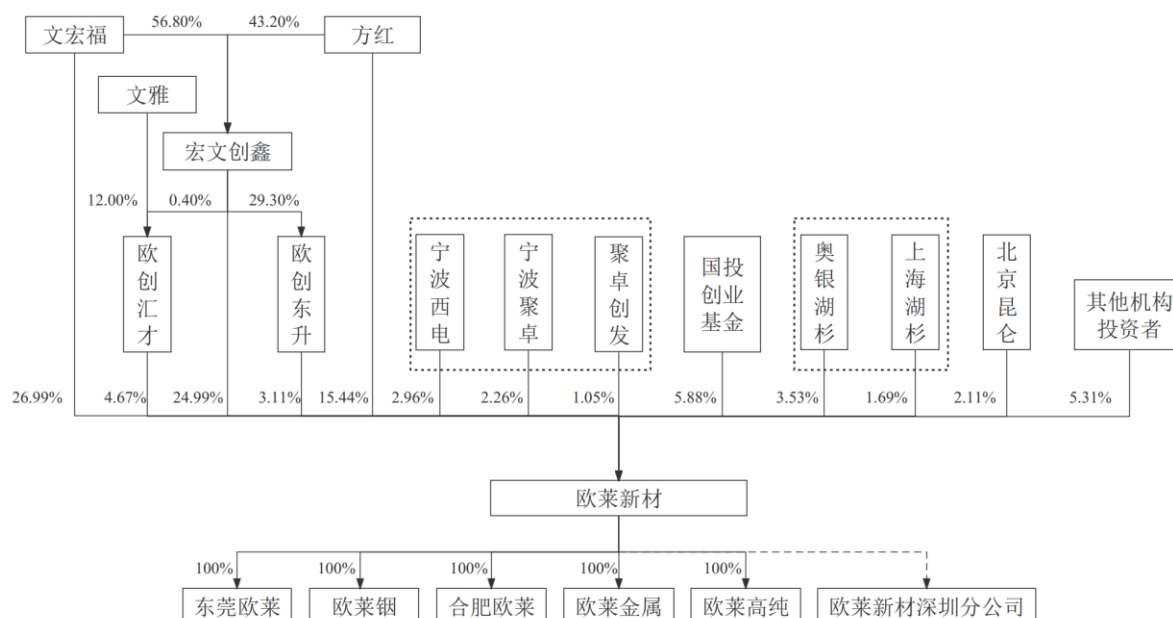 56.80%
43.20%
文宏福
方红
文雅
宏文创鑫
12.00%
0.40%
29.30%
欧创汇才
欧创东升
宁波西电
宁波聚卓
聚卓创发
国投
创业
基金
奥银湖杉
上海湖杉
北京昆仑
其他机构
投资者
26.99%
4.67%
24.99%
3.11%
15.44%
2.96%
2.26%
1.05%
5.88%
3.53%
1.69%
2.11%
5.31%
欧莱新材
100%
100%
100%
100%
100%
东莞欧莱
欧莱铟
合肥欧莱
欧莱金属
欧莱高纯
欧莱新材深圳分公司